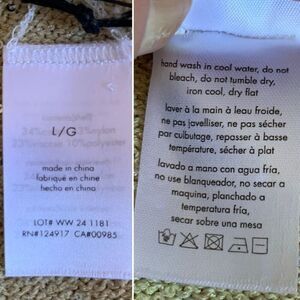 L/G
made in china
fabriqué en chine
hecho en china
LOT# WW 24 1181
RN#124917 CA#00985
hand wash in cool water, do not
bleach, do not tumble dry,
iron cool, dry flat
laver à la main à l'eau froide,
ne pas javelliser, ne pas sécher
par culbutage, repasser à basse
température, sécher à plat
lavado a mano con agua fría,
no use blanqueador, no secar a
maquina, planchado a
temperatura fría,
secar sobre una mesa